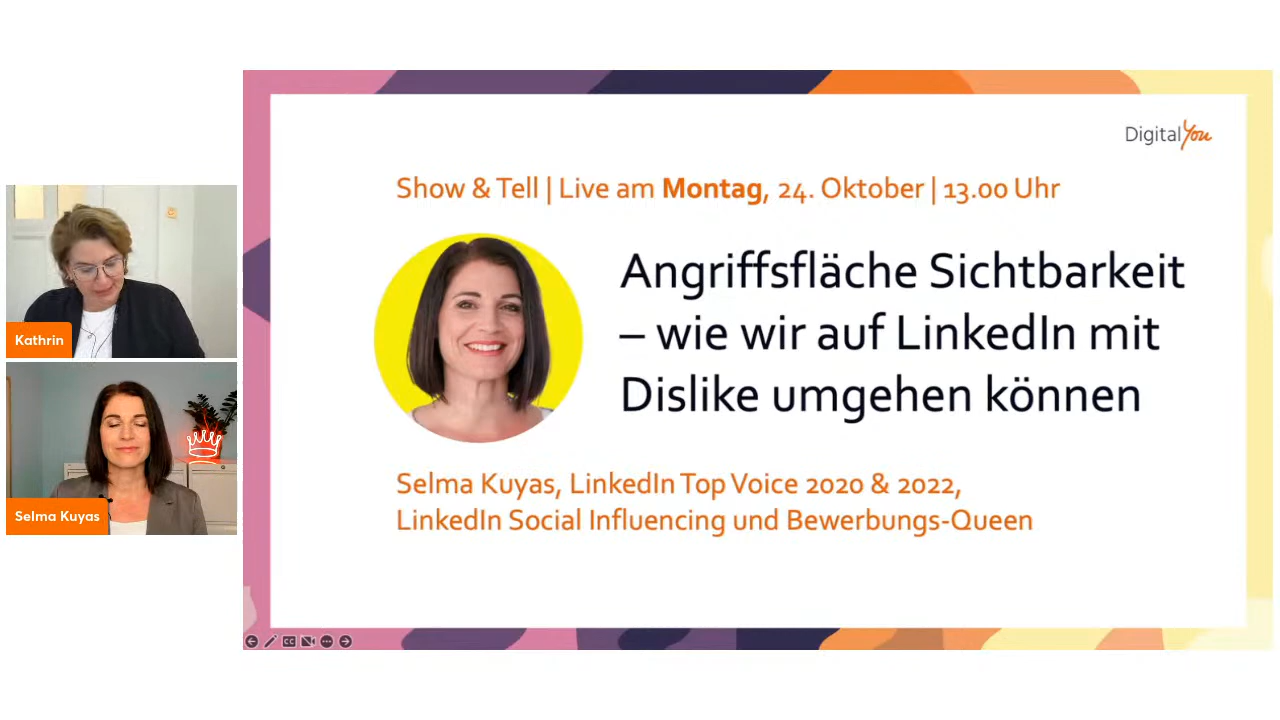 DigitalYou
Show & Tell | Live am Montag, 24. Oktober | 13.00 Uhr
Angriffsfläche Sichtbarkeit
– wie wir auf LinkedIn mit
Dislike umgehen können
Selma Kuyas, LinkedIn Top Voice 2020 & 2022,
LinkedIn Social Influencing und Bewerbungs-Queen
Kathrin
Selma Kuyas
CC